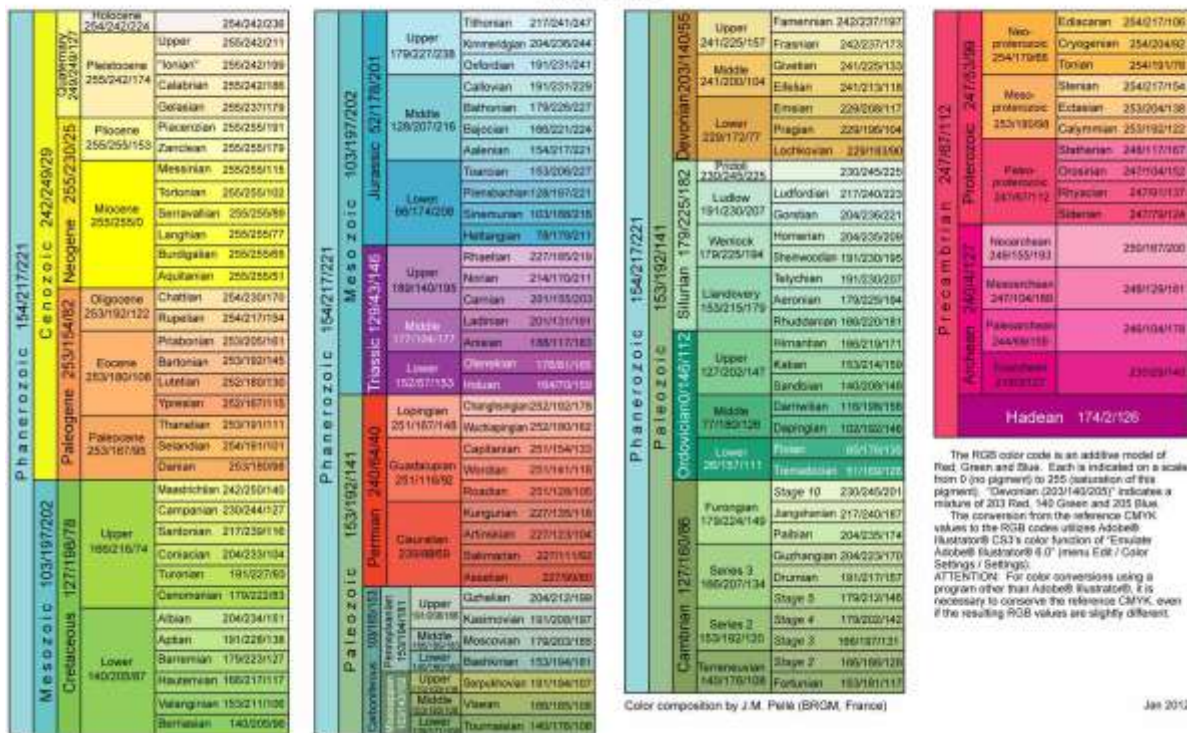 Phanerozoic 154/217/221
Cenozoic 242/249/29
Quaternary
249/249/127
Holocene
254/242/224
254/242/236
Pleistocene
255/242/174
Upper 255/242/211
"Ionian" 255/242/199
Calabrian 255/242/186
Gelasian 255/237/179
Neogene 255/230/25
Pliocene
255/255/153
Piacenzian 255/255/191
Zanclean 255/255/179
Miocene
255/255/0
Messinian 255/255/115
Tortonian 255/255/102
Serravallian 255/255/89
Langhian 255/255/77
Burdigalian 255/255/65
Aquitanian 255/255/51
Paleogene 253/154/82
Oligocene
253/192/122
Chattian 254/230/170
Rupelian 254/217/154
Eocene
253/180/108
Priabonian 253/205/161
Bartonian 253/192/145
Lutetian 252/180/130
Ypresian 252/167/115
Paleocene
253/167/95
Thanetian 253/191/111
Selandian 254/191/101
Danian 253/180/98
Mesozoic 103/197/202
Cretaceous 127/198/78
Upper
166/216/74
Maastrichtian 242/250/140
Campanian 230/244/127
Santonian 217/239/116
Coniacian 204/233/104
Turonian 191/227/93
Cenomanian 179/222/83
Lower
140/205/87
Albian 204/234/151
Aptian 191/228/138
Barremian 179/223/127
Hauterivian 166/217/117
Valanginian 153/211/106
Berriasian 140/205/96
Phanerozoic 154/217/221
Mesozoic 103/197/202
Jurassic 52/178/201
Upper
179/227/238
Tithonian 217/241/247
Kimmeridgian 204/236/244
Oxfordian 191/231/241
Middle
128/207/216
Callovian 191/231/229
Bathonian 179/226/227
Bajocian 166/221/224
Aalenian 154/217/221
Lower
66/174/208
Toarcian 153/206/227
Pliensbachian 128/197/221
Sinemurian 103/188/216
Hettangian 78/179/211
Triassic 129/43/146
Upper
189/140/195
Rhaetian 227/185/219
Norian 214/170/211
Carnian 201/155/203
Middle
177/104/177
Ladinian 201/131/191
Anisian 188/117/183
Lower
152/57/153
Olenekian 176/81/165
Induan 164/70/159
Paleozoic 153/192/141
Permian 240/64/40
Lopingian
251/167/148
Changhsingian 252/192/178
Wuchiapingian 252/180/162
Guadalupian
251/116/92
Capitanian 251/154/133
Wordian 251/141/118
Roadian 251/128/105
Cisuralian
239/88/69
Kungurian 227/135/118
Artinskian 227/123/104
Sakmarian 227/111/92
Asselian 227/99/80
Carboniferous 103/165/153
Pennsylvanian
153/194/181
Upper
Gzhelian 204/212/199
Kasimovian 191/208/197
Middle
Moscovian 179/203/185
Lower
Bashkirian 153/194/181
Upper
Serpukhovian 191/194/107
Middle
Visean 166/185/108
Lower
Tournaisian 140/176/108
Phanerozoic 154/217/221
Paleozoic 153/192/141
Devonian 203/140/55
Upper
241/225/157
Famennian 242/237/197
Frasnian 242/237/173
Middle
241/200/104
Givetian 241/225/133
Eifelian 241/213/118
Lower
229/172/77
Emsian 229/208/117
Pragian 229/196/104
Lochkovian 229/183/90
Silurian 179/225/182
Pridoli
230/245/225
230/245/225
Ludlow
191/230/207
Ludfordian 217/240/223
Gorstian 204/236/221
Wenlock
179/225/194
Homerian 204/235/209
Sheinwoodian 191/230/195
Llandovery
153/215/179
Telychian 191/230/207
Aeronian 179/225/194
Rhuddanian 166/220/181
Ordovician 0/146/112
Upper
127/202/147
Hirnantian 166/219/171
Katian 153/214/159
Sandbian 140/208/148
Middle
77/180/126
Darriwilian 116/198/156
Dapingian 102/192/146
Lower
26/157/111
Floian
Tremadocian
Cambrian 127/160/86
Furongian
179/224/149
Stage 10 230/245/201
Jiangshanian 217/240/187
Paibian 204/235/174
Series 3
166/207/134
Guzhangian 204/223/170
Drumian 191/217/157
Stage 5 179/212/146
Series 2
153/192/120
Stage 4 179/202/142
Stage 3 166/197/131
Terreneuvian
140/176/108
Stage 2 166/186/128
Fortunian 153/181/117
Color composition by J.M. Pellé (BRGM, France)
Precambrian 247/67/112
Proterozoic 247/53/99
Neo-
proterozoic
254/179/66
Ediacaran 254/217/106
Cryogenian 254/204/92
Tonian 254/191/78
Meso-
proterozoic
253/180/98
Stenian 254/217/154
Ectasian 253/204/138
Calymmian 253/192/122
Paleo-
proterozoic
247/67/112
Statherian 248/117/167
Orosirian 247/104/152
Rhyacian 247/91/137
Siderian 247/79/124
Archean 240/4/127
Neoarchean
249/155/193
250/167/200
Mesoarchean
247/104/169
Paleoarchean
Hadean 174/2/126
The RGB color code is an additive model of
Red, Green and Blue. Each is indicated on a scale
from 0 (no pigment) to 255 (saturation of this
pigment). "Devonian (203/140/205)" indicates a
mixture of 203 Red, 140 Green and 205 Blue.
The conversion from the reference CMYK
values to the RGB codes utilizes Adobe®
Illustrator® CS3's color function of "Emulate
Adobe® Illustrator® 6.0" (menu Edit / Color
Settings / Settings).
ATTENTION: For color conversions using a
program other than Adobe® Illustrator®, it is
necessary to conserve the reference CMYK, even
if the resulting RGB values are slightly different.
Jan 2012